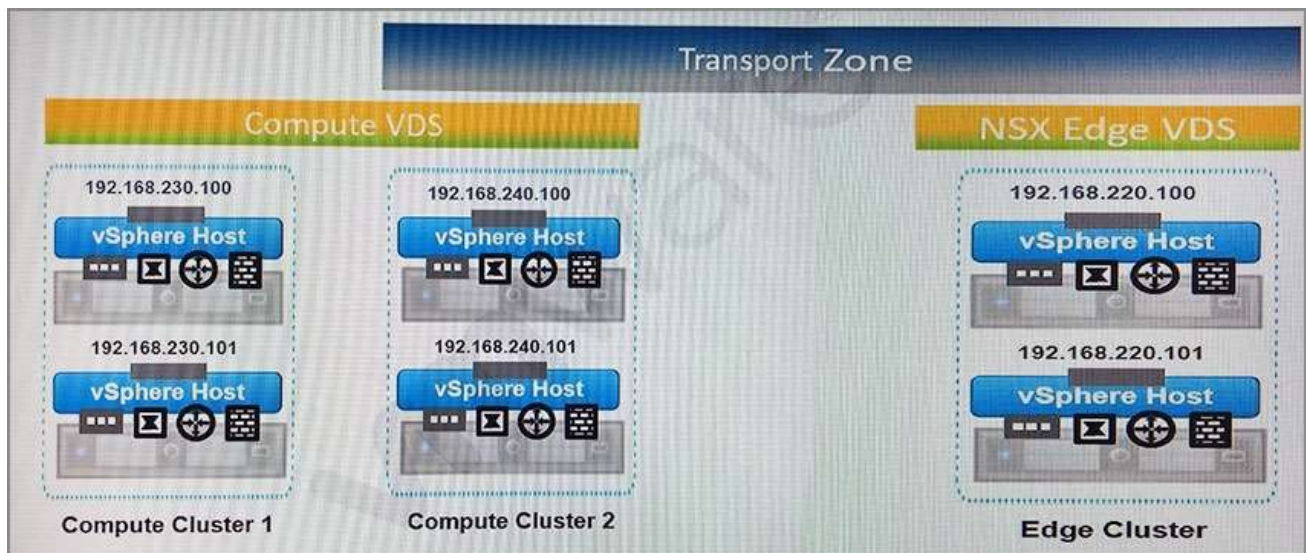 Transport Zone
Compute VDS
NSX Edge VDS
192.168.230.100
192.168.240.100
192.168.220.100
vSphere Host
vSphere Host
vSphere Host
192.168.230.101
192.168.240.101
192.168.220.101
vSphere Host
vSphere Host
vSphere Host
Compute Cluster 1
Compute Cluster 2
Edge Cluster